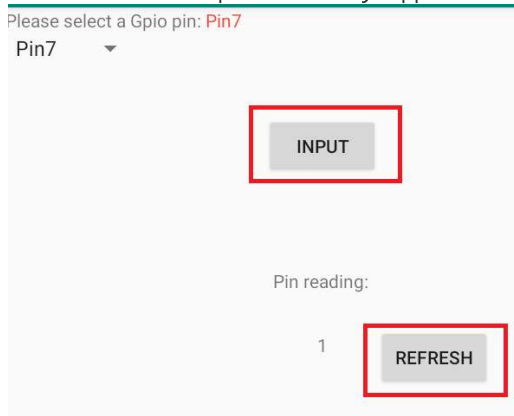 Please select a Gpio pin: Pin7
Pin7
INPUT
Pin reading:
1
REFRESH